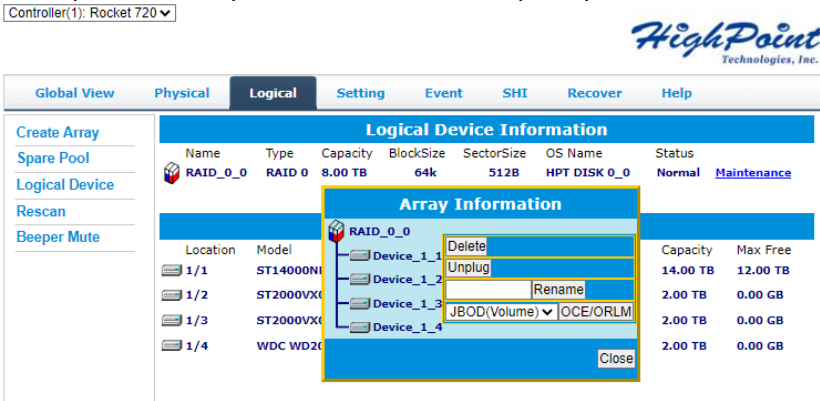 Controller(1): Rocket 720
HighPoint
Technologies, Inc.
Global View Physical Logical Setting Event SHI Recover Help
Create Array
Spare Pool
Logical Device
Rescan
Beeper Mute
Logical Device Information
Name Type Capacity BlockSize SectorSize OS Name Status
RAID_0_0 RAID 0 8.00 TB 64k 512B HPT DISK 0_0 Normal Maintenance
Array Information
RAID_0_0
Device_1_1
Device_1_2
Device_1_3
Device_1_4
Delete
Unplug
Rename
JBOD(Volume) OCE/ORLM
Close
Location Model Capacity Max Free
1/1 ST14000N 14.00 TB 12.00 TB
1/2 ST2000VX 2.00 TB 0.00 GB
1/3 ST2000VX 2.00 TB 0.00 GB
1/4 WDC WD20 2.00 TB 0.00 GB